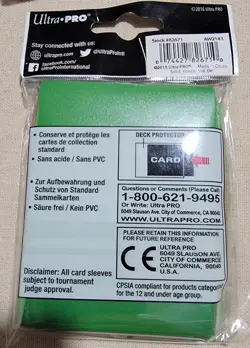 ULTRA•PRO®
©2016 Ultra PRO®
Stay connected with us:
ultrapro.com
@UltraProIntl
facebook.com/
ultraProInternational
Stock #82671
AW2143
• Conserve et protège les
cartes de collection
standard
• Sans acide / Sans PVC
• Zur Aufbewahrung und
Schutz von Standard
Sammelkarten
• Säure frei / Kein PVC
Disclaimer: All card sleeves
subject to tournament
judge approval.
DECK PROTECTOR
CARD
Questions or Comments (Please Call)
1-800-621-9495
Or Write: Ultra PRO
6049 Slauson Ave. City of Commerce, CA 90040
WWW.ULTRAPRO.COM
PLEASE RETAIN THIS INFORMATION
FOR FUTURE REFERENCE
CE
ULTRA PRO
6049 SLAUSON AVE.
CITY OF COMMERCE
CALIFORNIA, 90040.
U.S.A.
CPSIA compliant for products categorized
for the 12 and under age group.